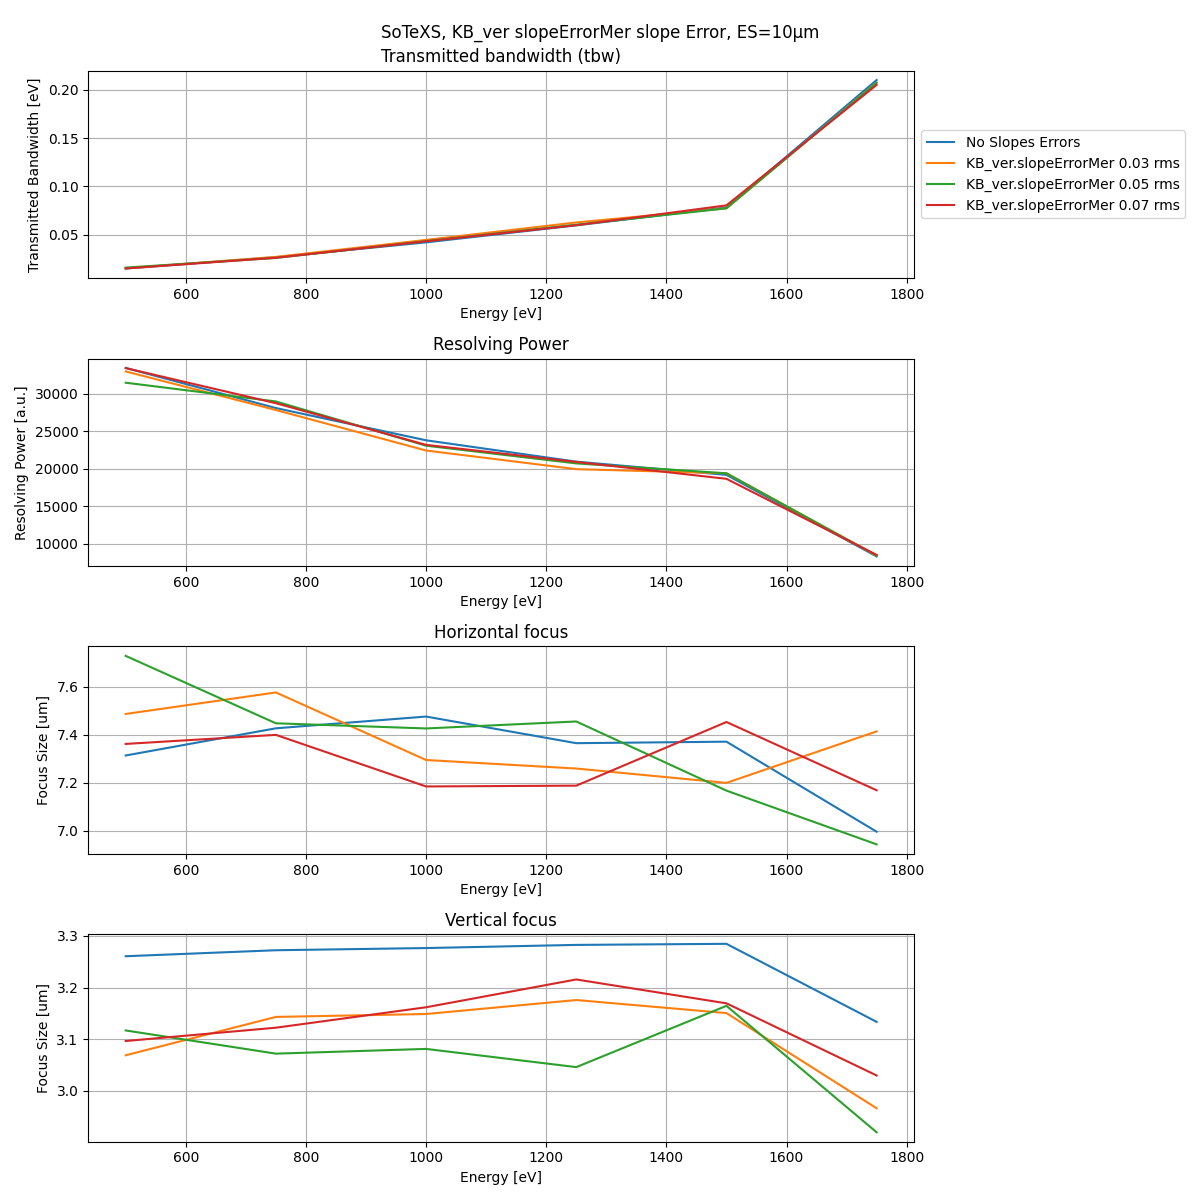 SoTeXS, KB_ver slopeErrorMer slope Error, ES=10µm
Transmitted bandwidth (tbw)
Transmitted Bandwidth [eV]
0.20
0.15
0.10
0.05
600 800 1000 1200 1400 1600 1800
Energy [eV]
No Slopes Errors
KB_ver.slopeErrorMer 0.03 rms
KB_ver.slopeErrorMer 0.05 rms
KB_ver.slopeErrorMer 0.07 rms
Resolving Power
Resolving Power [a.u.]
30000
25000
20000
15000
10000
600 800 1000 1200 1400 1600 1800
Energy [eV]
Horizontal focus
Focus Size [um]
7.6
7.4
7.2
7.0
600 800 1000 1200 1400 1600 1800
Energy [eV]
Vertical focus
Focus Size [um]
3.3
3.2
3.1
3.0
600 800 1000 1200 1400 1600 1800
Energy [eV]